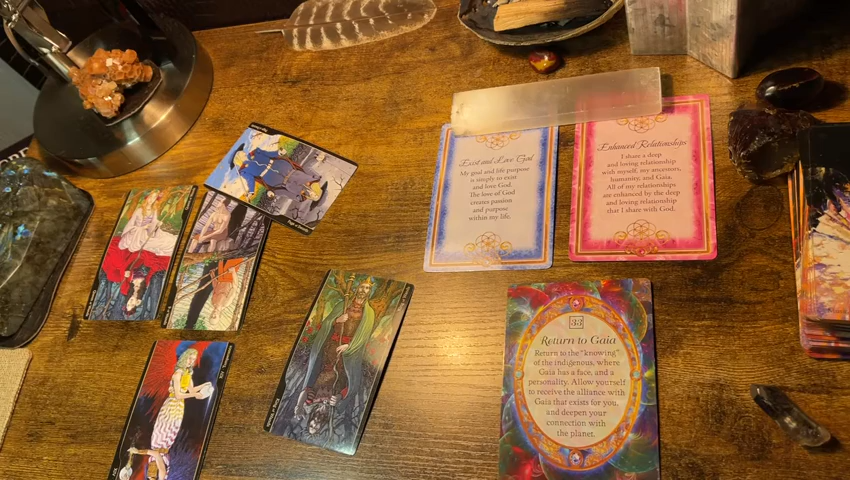 Exist and Love God
My goal and life purpose
is simply to exist
and love God.
The love of God
creates passion
and purpose
within my life.
Enhanced Relationships
I share a deep
and loving relationship
with myself, my ancestors,
humanity, and Gaia.
All of my relationships
are enhanced by the deep
and loving relationship
that I share with God.
33
Return to Gaia
Return to the "knowing"
of the indigenous, where
Gaia has a face, and a
personality. Allow yourself
to receive the alliance with
Gaia that exists for you,
and deepen your
connection with
the planet.